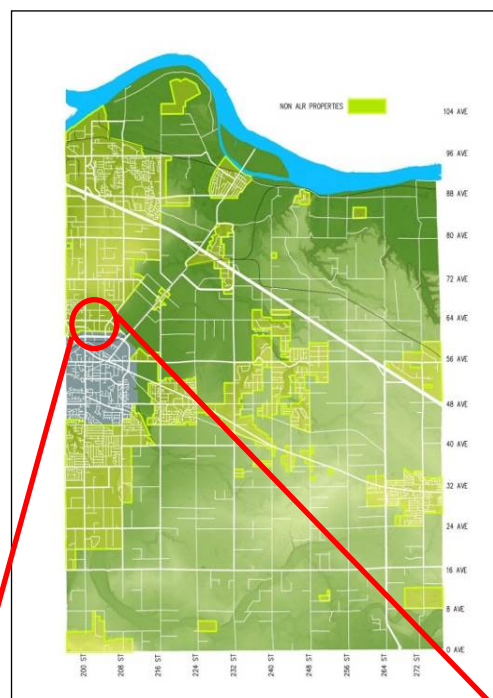 NON ALR PROPERTIES
104 AVE
96 AVE
88 AVE
80 AVE
72 AVE
64 AVE
56 AVE
48 AVE
40 AVE
32 AVE
24 AVE
16 AVE
8 AVE
0 AVE
200 ST
208 ST
216 ST
224 ST
232 ST
240 ST
248 ST
256 ST
264 ST
272 ST